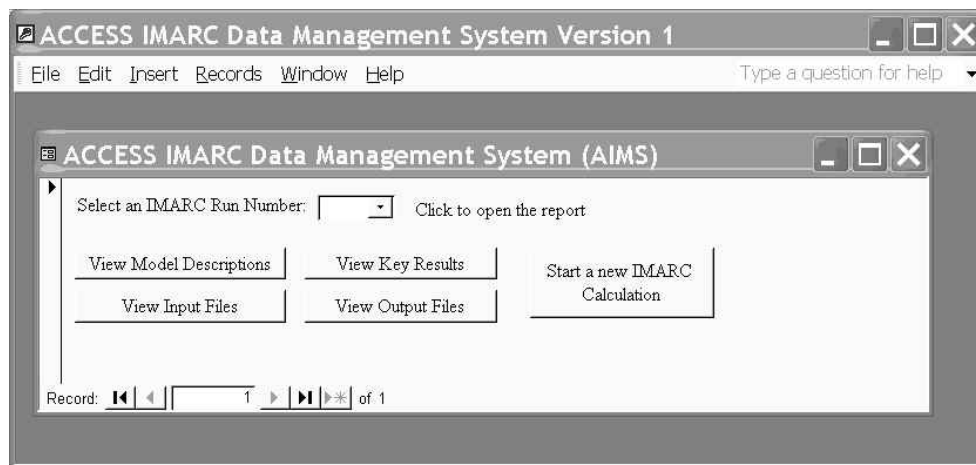 ACCESS IMARC Data Management System Version 1
File Edit Insert Records Window Help Type a question for help
ACCESS IMARC Data Management System (AIMS)
Select an IMARC Run Number: Click to open the report
View Model Descriptions View Key Results Start a new IMARC
Calculation
View Input Files View Output Files
Record: 1 of 1